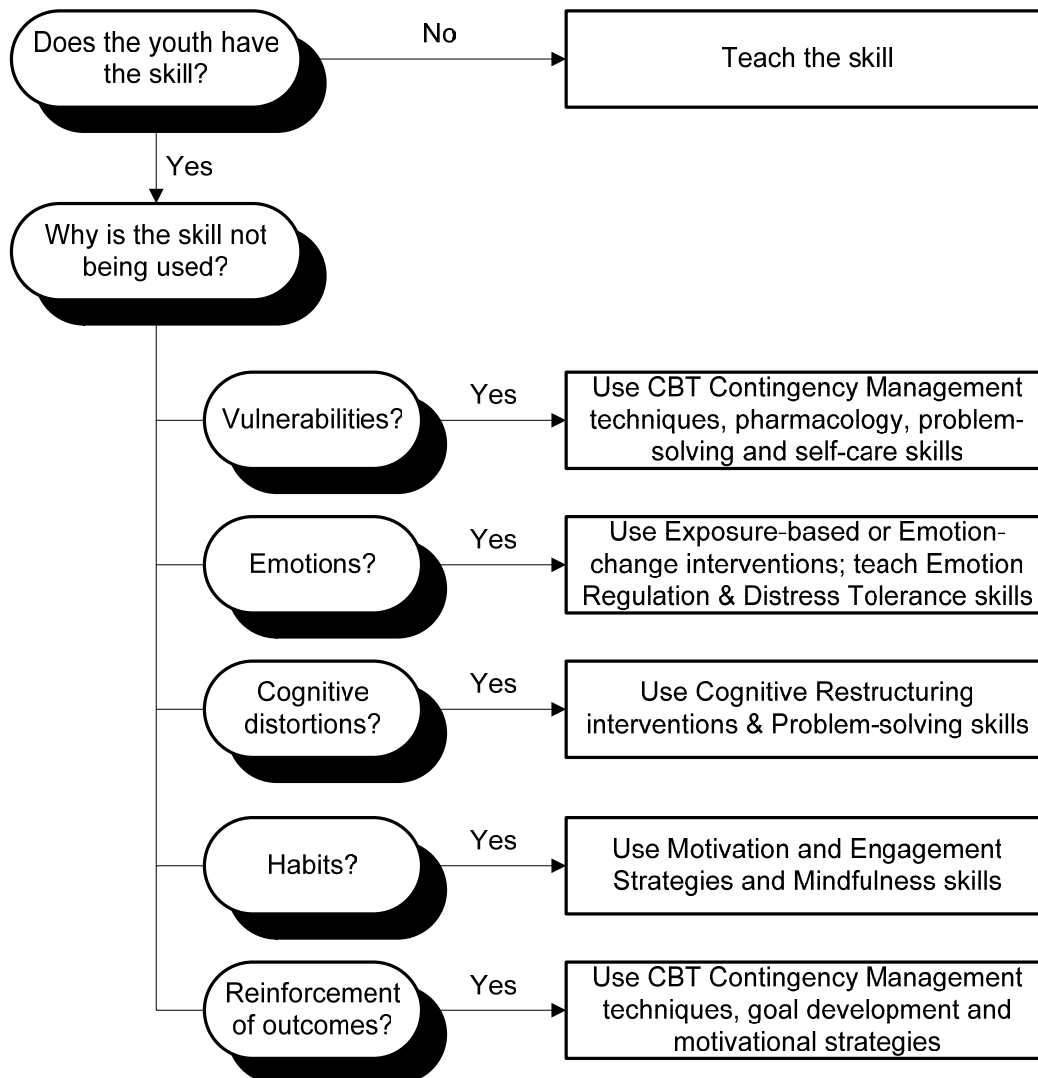 Does the youth have
the skill?
No
Teach the skill
Yes
Why is the skill not
being used?
Vulnerabilities?
Yes
Use CBT Contingency Management
techniques, pharmacology, problem-
solving and self-care skills
Emotions?
Yes
Use Exposure-based or Emotion-
change interventions; teach Emotion
Regulation & Distress Tolerance skills
Cognitive
distortions?
Yes
Use Cognitive Restructuring
interventions & Problem-solving skills
Habits?
Yes
Use Motivation and Engagement
Strategies and Mindfulness skills
Reinforcement
of outcomes?
Yes
Use CBT Contingency Management
techniques, goal development and
motivational strategies